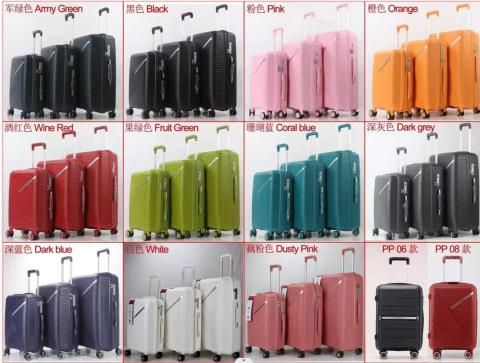 军绿色 Army Green
黑色 Black
粉色 Pink
橙色 Orange
酒红色 Wine Red
果绿色 Fruit Green
珊瑚蓝 Coral blue
深灰色 Dark grey
深蓝色 Dark blue
白色 White
藕粉色 Dusty Pink
PP 06 款
PP 08 款